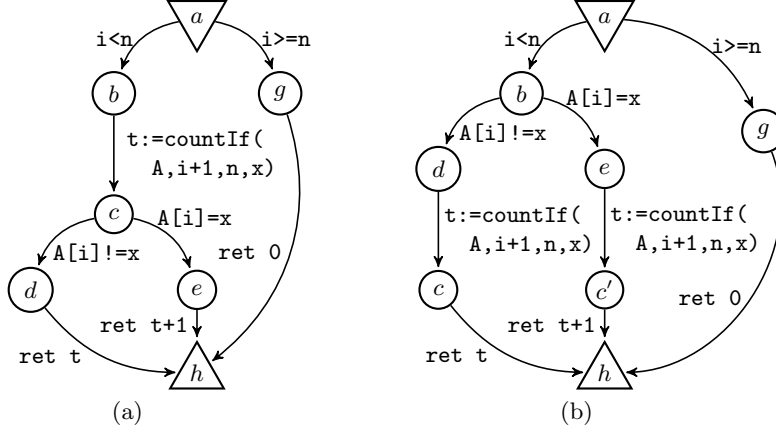 a
i<n
i>=n
b
g
t:=countIf(
A,i+1,n,x)
c
A[i]=x
A[i]!=x
ret 0
d
e
ret t+1
ret t
h
(a)
a
i<n
i>=n
b
A[i]=x
A[i]!=x
g
d
e
t:=countIf(
A,i+1,n,x)
t:=countIf(
A,i+1,n,x)
c
c′
ret 0
ret t+1
ret t
h
(b)